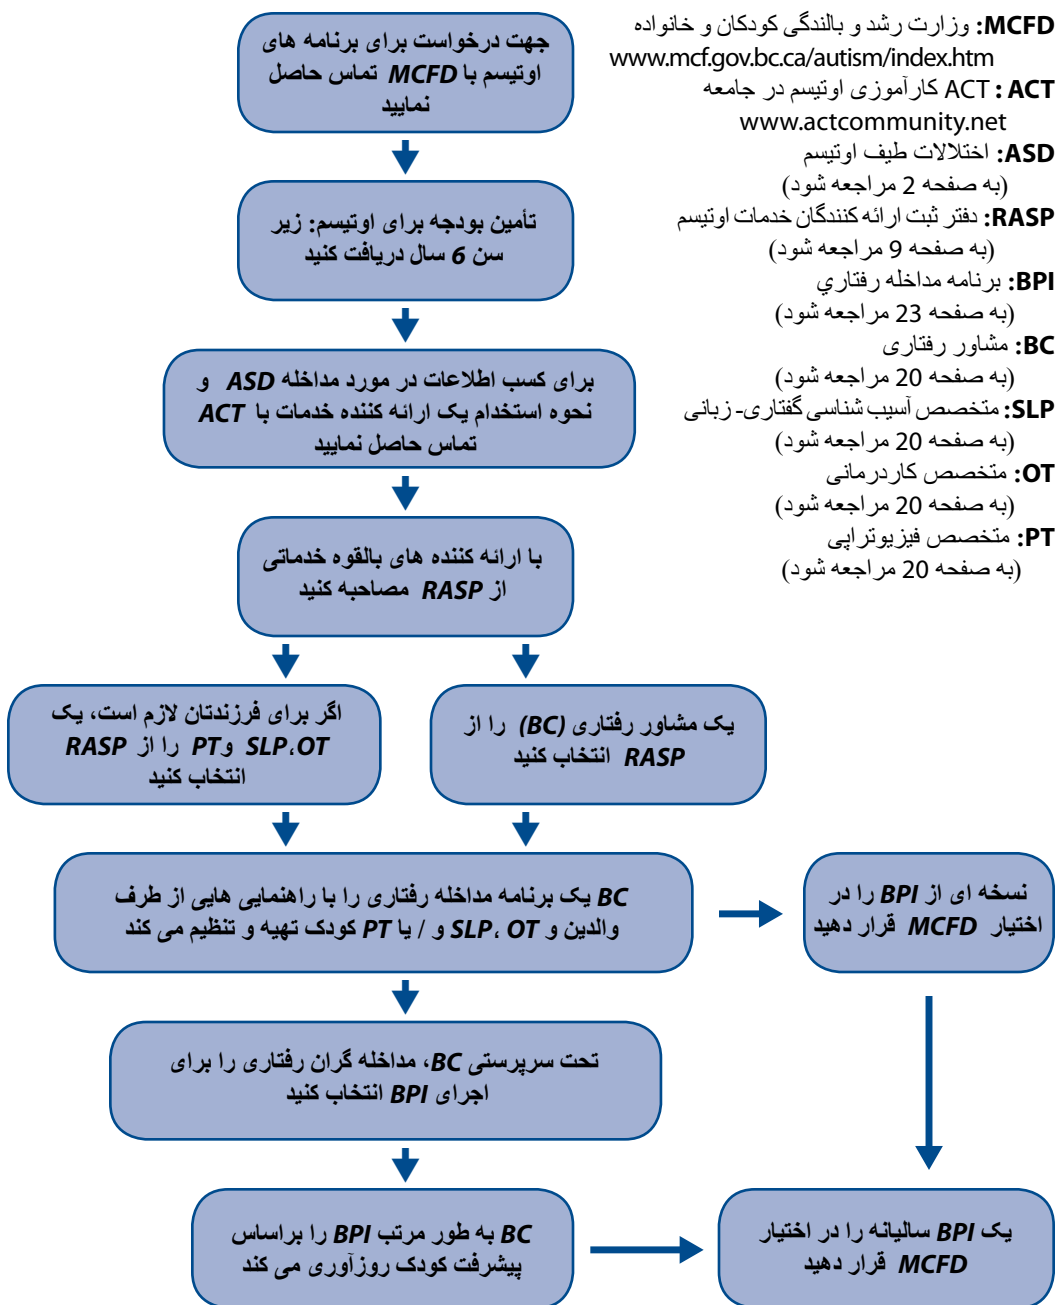 جهت درخواست برای برنامه های
اوتیسم با MCFD تماس حاصل
نمایید
تأمین بودجه برای اوتیسم: زیر
سن 6 سال دریافت کنید
برای کسب اطلاعات در مورد مداخله ASD و
نحوه استخدام یک ارائه کننده خدمات با ACT
تماس حاصل نمایید
با ارائه کننده های بالقوه خدماتی
از RASP مصاحبه کنید
یک مشاور رفتاری (BC) را از
RASP انتخاب کنید
اگر برای فرزندتان لازم است، یک
SLP،OT وPT را از RASP
انتخاب کنید
BC یک برنامه مداخله رفتاری را با راهنمایی هایی از طرف
والدین و SLP، OT و / یا PT کودک تهیه و تنظیم می کند
نسخه ای از BPI را در
اختیار MCFD قرار دهید
تحت سرپرستی BC، مداخله گران رفتاری را برای
اجرای BPI انتخاب کنید
BC به طور مرتب BPI را براساس
پیشرفت کودک روزآوری می کند
یک BPI سالیانه را در اختیار
MCFD قرار دهید
MCFD: وزارت رشد و بالندگی کودکان و خانواده
www.mcf.gov.bc.ca/autism/index.htm
ACT : ACT کارآموزی اوتیسم در جامعه
www.actcommunity.net
ASD: اختلالات طیف اوتیسم
(به صفحه 2 مراجعه شود)
RASP: دفتر ثبت ارائه کنندگان خدمات اوتیسم
(به صفحه 9 مراجعه شود)
BPI: برنامه مداخله رفتاري
(به صفحه 23 مراجعه شود)
BC: مشاور رفتاری
(به صفحه 20 مراجعه شود)
SLP: متخصص آسیب شناسی گفتاری- زبانی
(به صفحه 20 مراجعه شود)
OT: متخصص کاردرمانی
(به صفحه 20 مراجعه شود)
PT: متخصص فیزیوتراپی
(به صفحه 20 مراجعه شود)